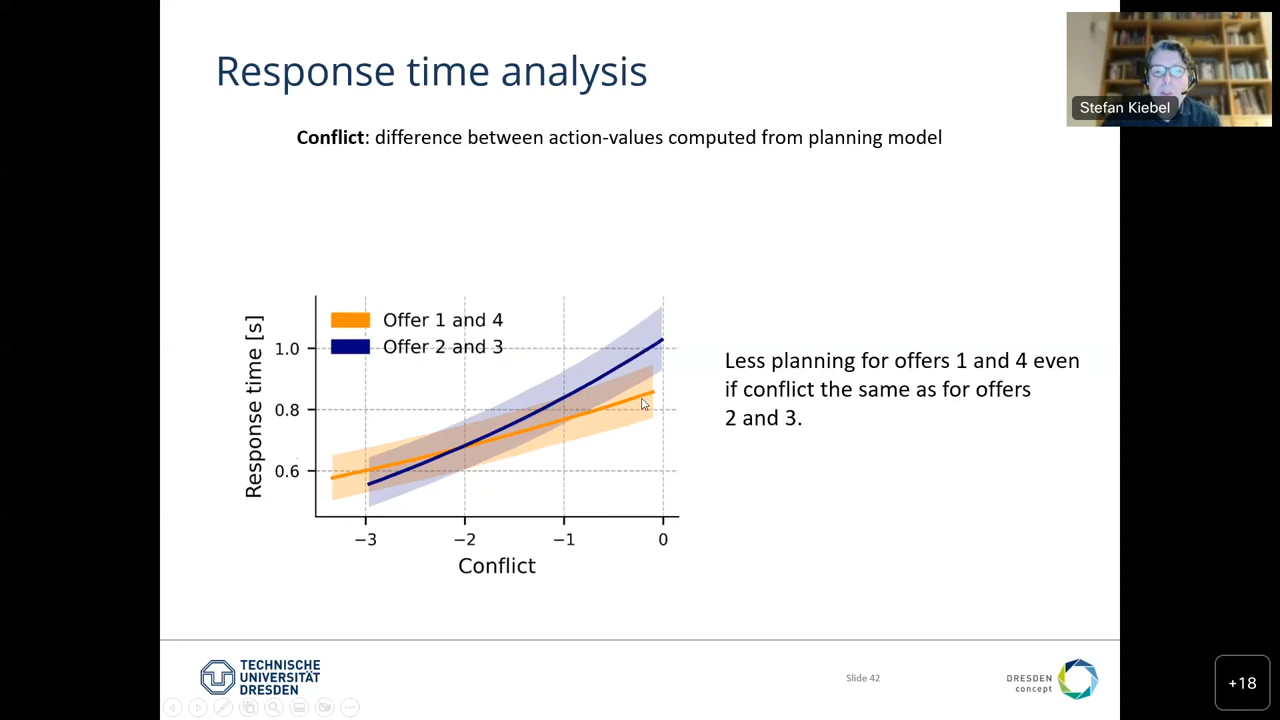 Response time analysis
Stefan Kiebel
Conflict: difference between action-values computed from planning model
Offer 1 and 4
Offer 2 and 3
Response time [s]
1.0
0.8
0.6
−3
−2
−1
0
Conflict
Less planning for offers 1 and 4 even
if conflict the same as for offers
2 and 3.
TECHNISCHE
UNIVERSITÄT
DRESDEN
Slide 42
DRESDEN
concept
+18